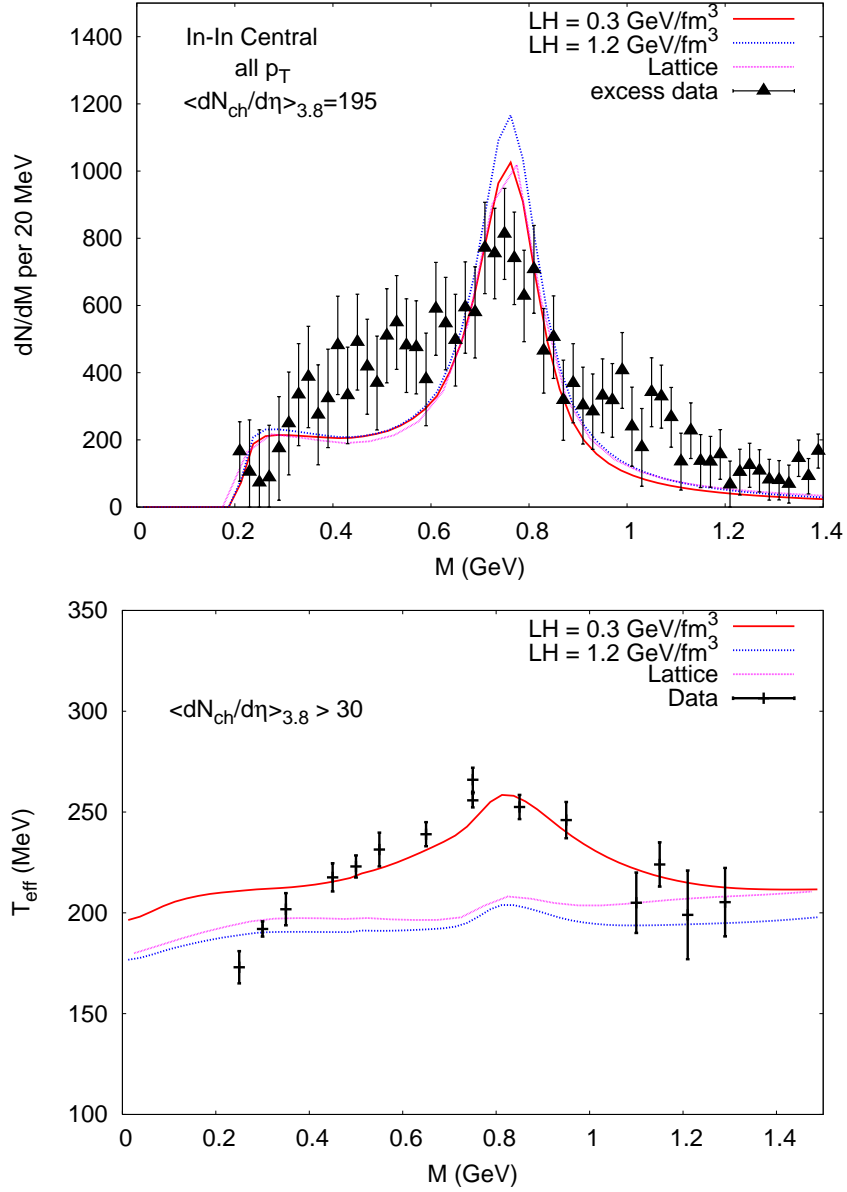 1400
1200
1000
800
600
400
200
0
dN/dM per 20 MeV
In-In Central
all p_T
<dN_ch/dη>_3.8=195
LH = 0.3 GeV/fm^3
LH = 1.2 GeV/fm^3
Lattice
excess data
0 0.2 0.4 0.6 0.8 1 1.2 1.4
M (GeV)
350
300
250
200
150
100
T_eff (MeV)
LH = 0.3 GeV/fm^3
LH = 1.2 GeV/fm^3
Lattice
Data
<dN_ch/dη>_3.8 > 30
0 0.2 0.4 0.6 0.8 1 1.2 1.4
M (GeV)